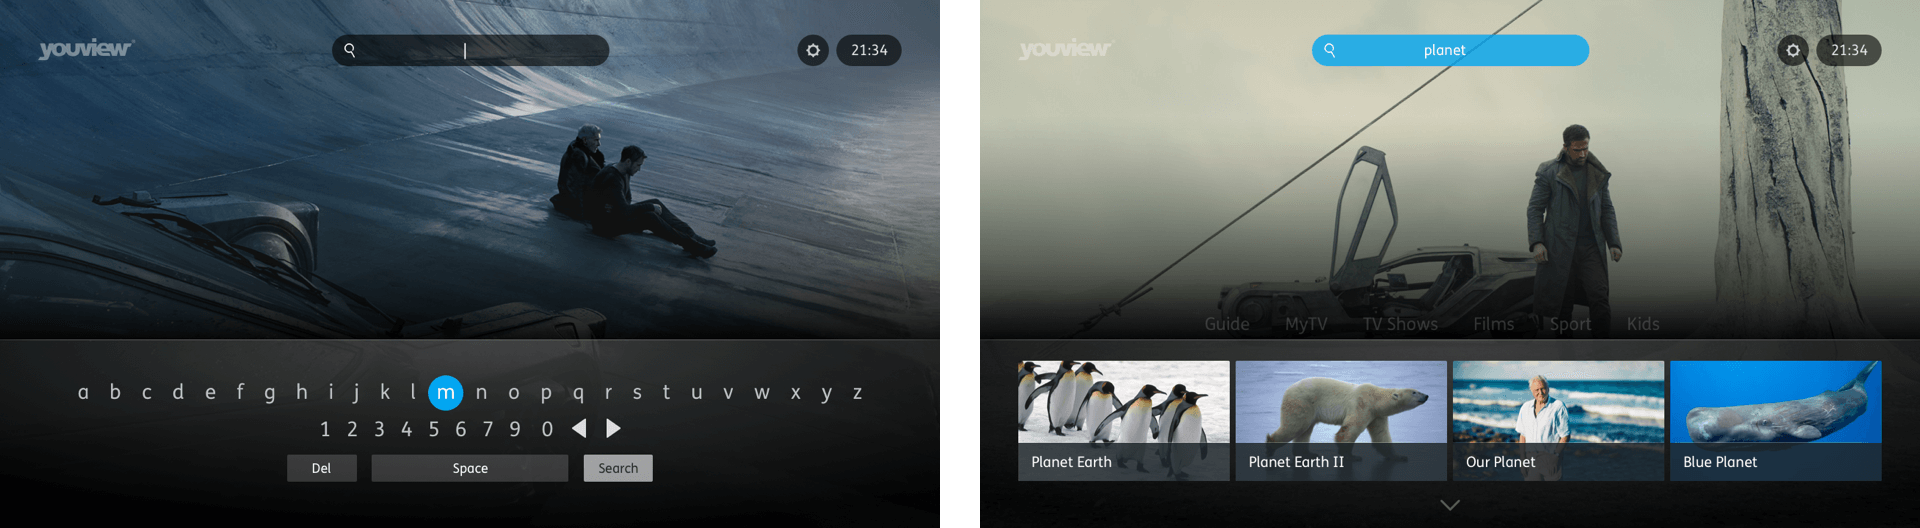 youview
21:34
a b c d e f g h i j k l m n o p q r s t u v w x y z
1 2 3 4 5 6 7 9 0
Del Space Search
youview
planet
21:34
Guide MyTV TV Shows Films Sport Kids
Planet Earth
Planet Earth II
Our Planet
Blue Planet